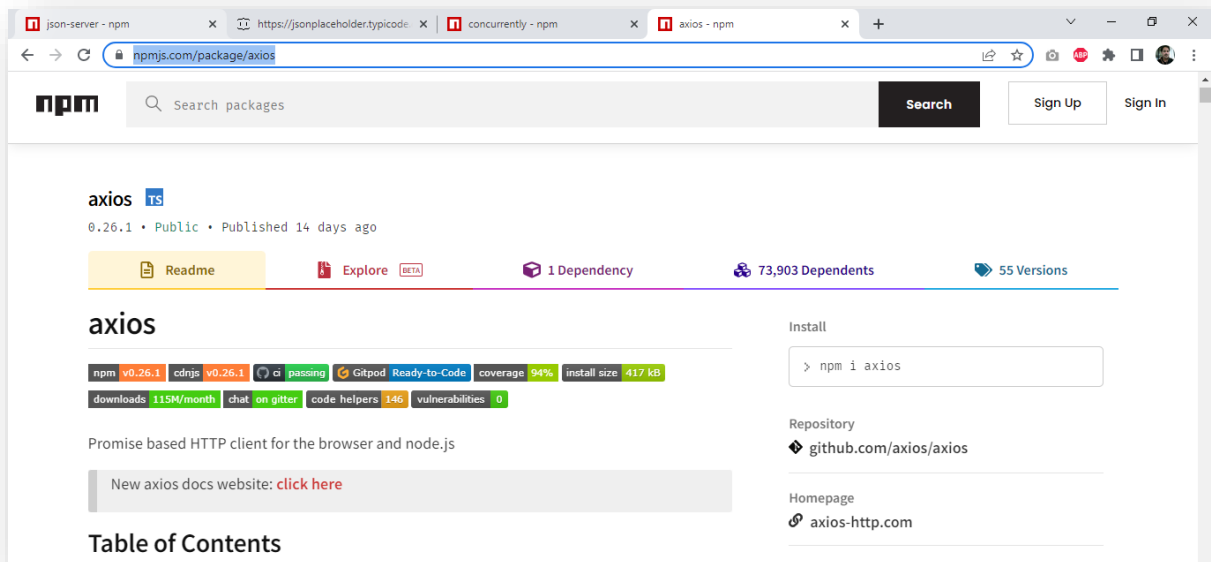 json-server - npm
https://jsonplaceholder.typicode
concurrently - npm
axios - npm
npmjs.com/package/axios
ABP
npm
Search packages
Search
Sign Up
Sign In
axios TS
0.26.1 • Public • Published 14 days ago
Readme
Explore BETA
1 Dependency
73,903 Dependents
55 Versions
axios
npm v0.26.1 cdnjs v0.26.1 ci passing Gitpod Ready-to-Code coverage 94% install size 417 kB
downloads 115M/month chat on gitter code helpers 146 vulnerabilities 0
Promise based HTTP client for the browser and node.js
New axios docs website: click here
Table of Contents
Install
> npm i axios
Repository
github.com/axios/axios
Homepage
axios-http.com